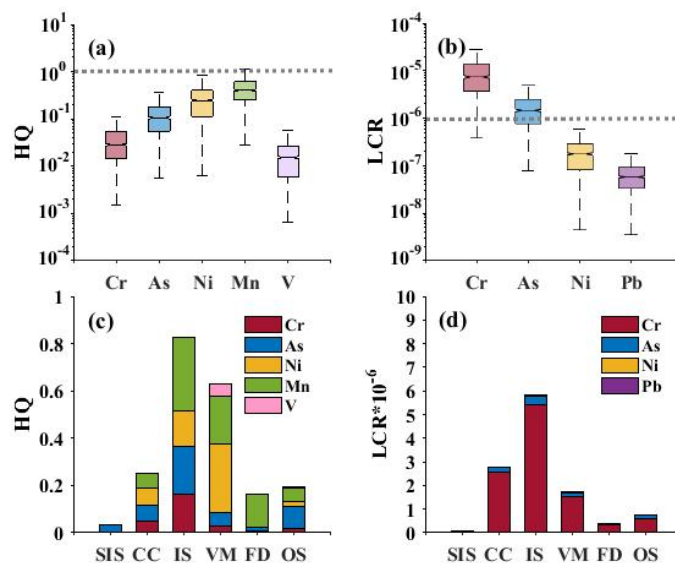 (a)
HQ
10^1
10^0
10^-1
10^-2
10^-3
10^-4
Cr As Ni Mn V
(b)
LCR
10^-4
10^-5
10^-6
10^-7
10^-8
10^-9
Cr As Ni Pb
(c)
HQ
1
0.8
0.6
0.4
0.2
0
Cr
As
Ni
Mn
V
SIS CC IS VM FD OS
(d)
LCR*10^-6
10
9
8
7
6
5
4
3
2
1
0
Cr
As
Ni
Pb
SIS CC IS VM FD OS